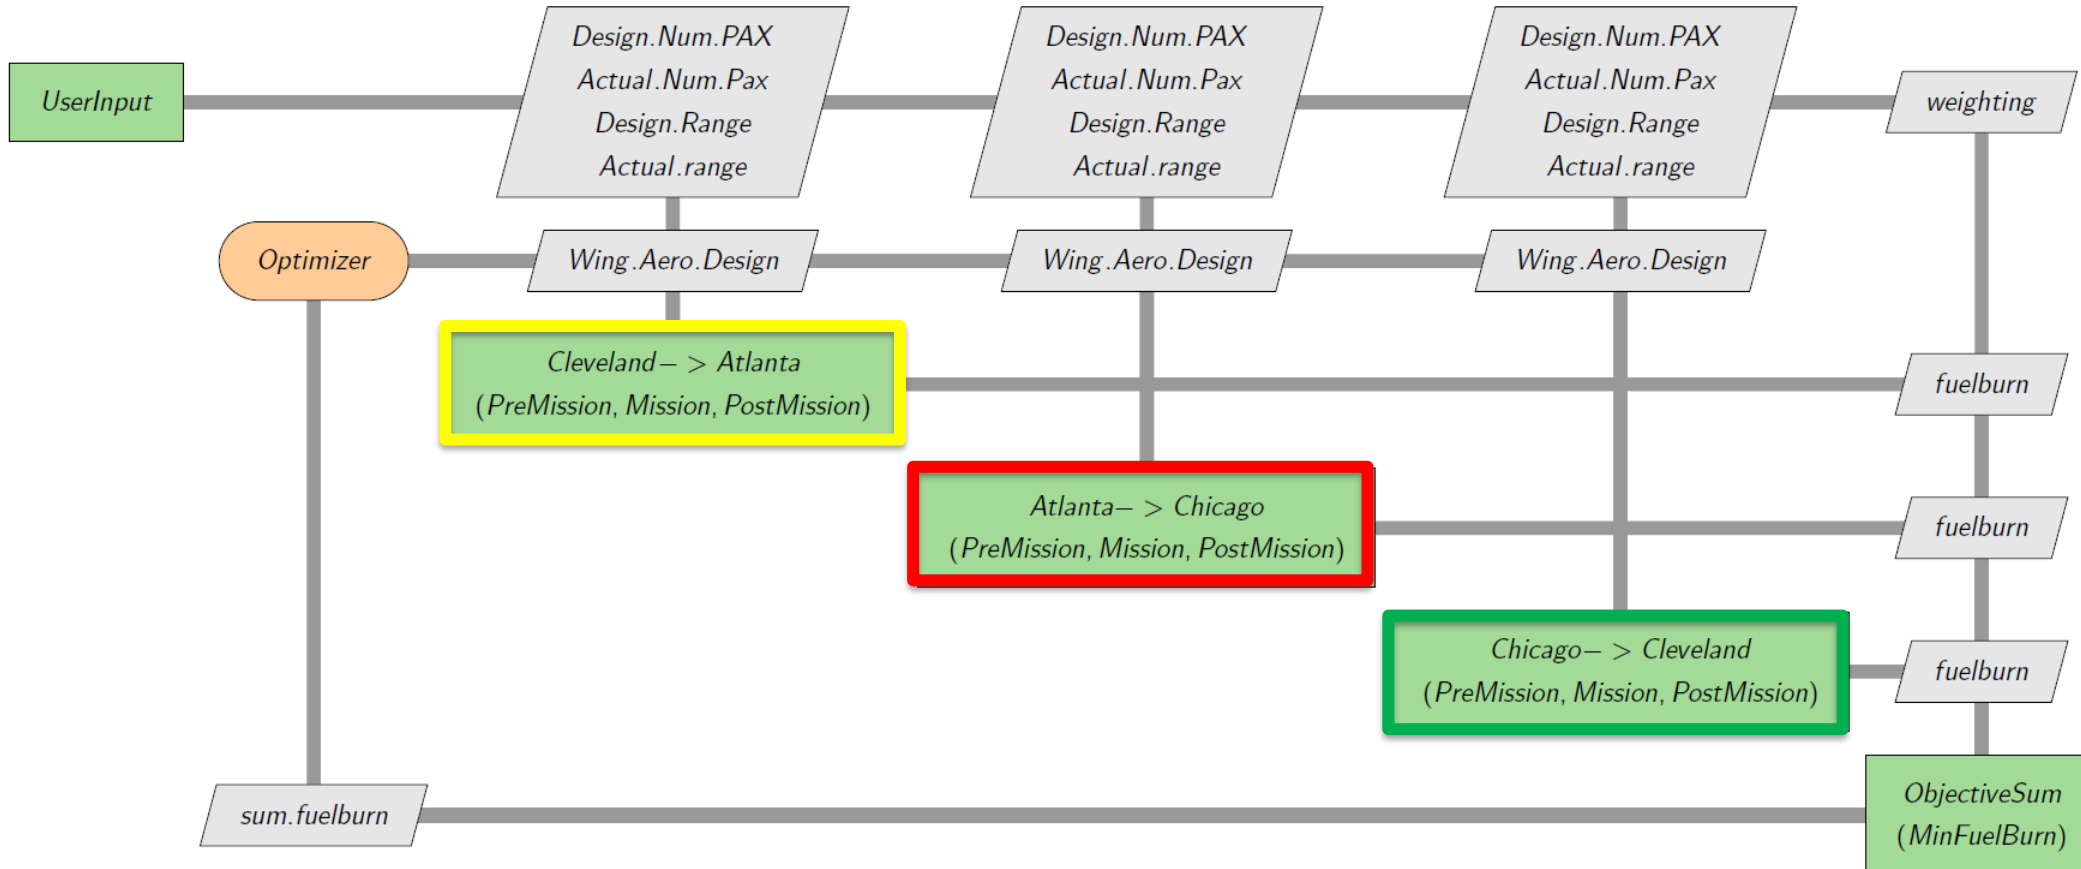 UserInput
Design.Num.PAX
Actual.Num.Pax
Design.Range
Actual.range
Design.Num.PAX
Actual.Num.Pax
Design.Range
Actual.range
Design.Num.PAX
Actual.Num.Pax
Design.Range
Actual.range
weighting
Optimizer
Wing.Aero.Design
Wing.Aero.Design
Wing.Aero.Design
Cleveland− > Atlanta
(PreMission, Mission, PostMission)
fuelburn
Atlanta− > Chicago
(PreMission, Mission, PostMission)
fuelburn
Chicago− > Cleveland
(PreMission, Mission, PostMission)
fuelburn
sum.fuelburn
ObjectiveSum
(MinFuelBurn)